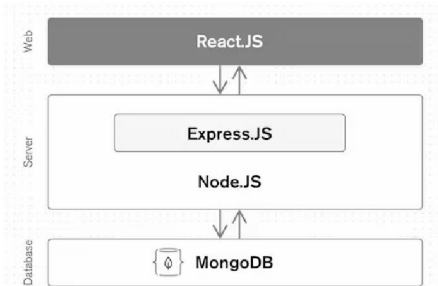 Web
React.JS
Server
Express.JS
Node.JS
Database
MongoDB